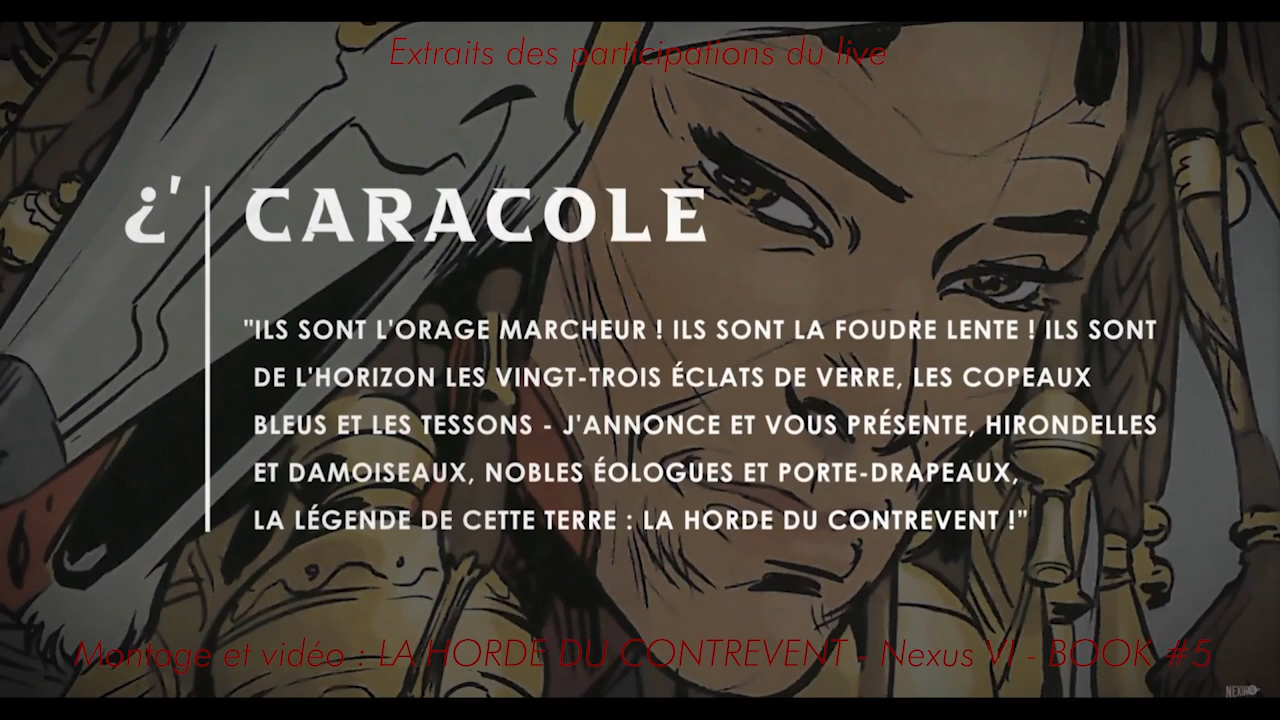 Extraits des participations du live
¿' CARACOLE
"ILS SONT L'ORAGE MARCHEUR ! ILS SONT LA FOUDRE LENTE ! ILS SONT
DE L'HORIZON LES VINGT-TROIS ÉCLATS DE VERRE, LES COPEAUX
BLEUS ET LES TESSONS - J'ANNONCE ET VOUS PRÉSENTE, HIRONDELLES
ET DAMOISEAUX, NOBLES ÉOLOGUES ET PORTE-DRAPEAUX,
LA LÉGENDE DE CETTE TERRE : LA HORDE DU CONTREVENT !"
Montage et vidéo : LA HORDE DU CONTREVENT - Nexus VI - BOOK #5